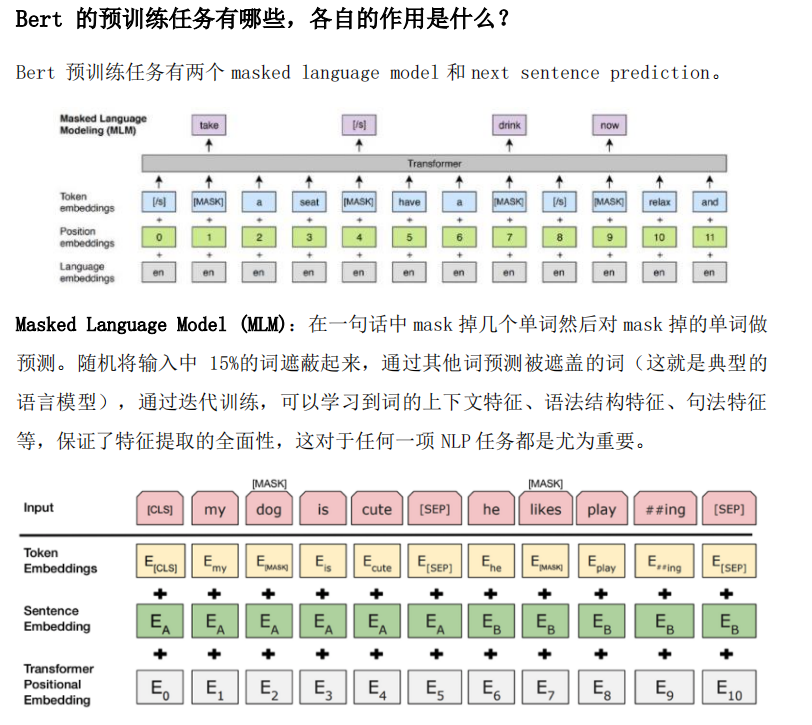 Bert 的预训练任务有哪些，各自的作用是什么？
Bert 预训练任务有两个 masked language model 和 next sentence prediction。
Masked Language
Modeling (MLM)
take [/s] drink now
Transformer
Token
embeddings
[/s] [MASK] a seat [MASK] have a [MASK] [/s] [MASK] relax and
+ + + + + + + + + + + +
Position
embeddings
0 1 2 3 4 5 6 7 8 9 10 11
+ + + + + + + + + + + +
Language
embeddings
en en en en en en en en en en en en
Masked Language Model (MLM)：在一句话中 mask 掉几个单词然后对 mask 掉的单词做
预测。随机将输入中 15%的词遮蔽起来，通过其他词预测被遮盖的词（这就是典型的
语言模型），通过迭代训练，可以学习到词的上下文特征、语法结构特征、句法特征
等，保证了特征提取的全面性，这对于任何一项 NLP 任务都是尤为重要。
[MASK] [MASK]
Input [CLS] my dog is cute [SEP] he likes play ##ing [SEP]
Token
Embeddings
E[CLS] Emy E[MASK] Eis Ecute E[SEP] Ehe E[MASK] Eplay E##ing E[SEP]
+ + + + + + + + + + +
Sentence
Embedding
EA EA EA EA EA EA EB EB EB EB EB
+ + + + + + + + + + +
Transformer
Positional
Embedding
E0 E1 E2 E3 E4 E5 E6 E7 E8 E9 E10